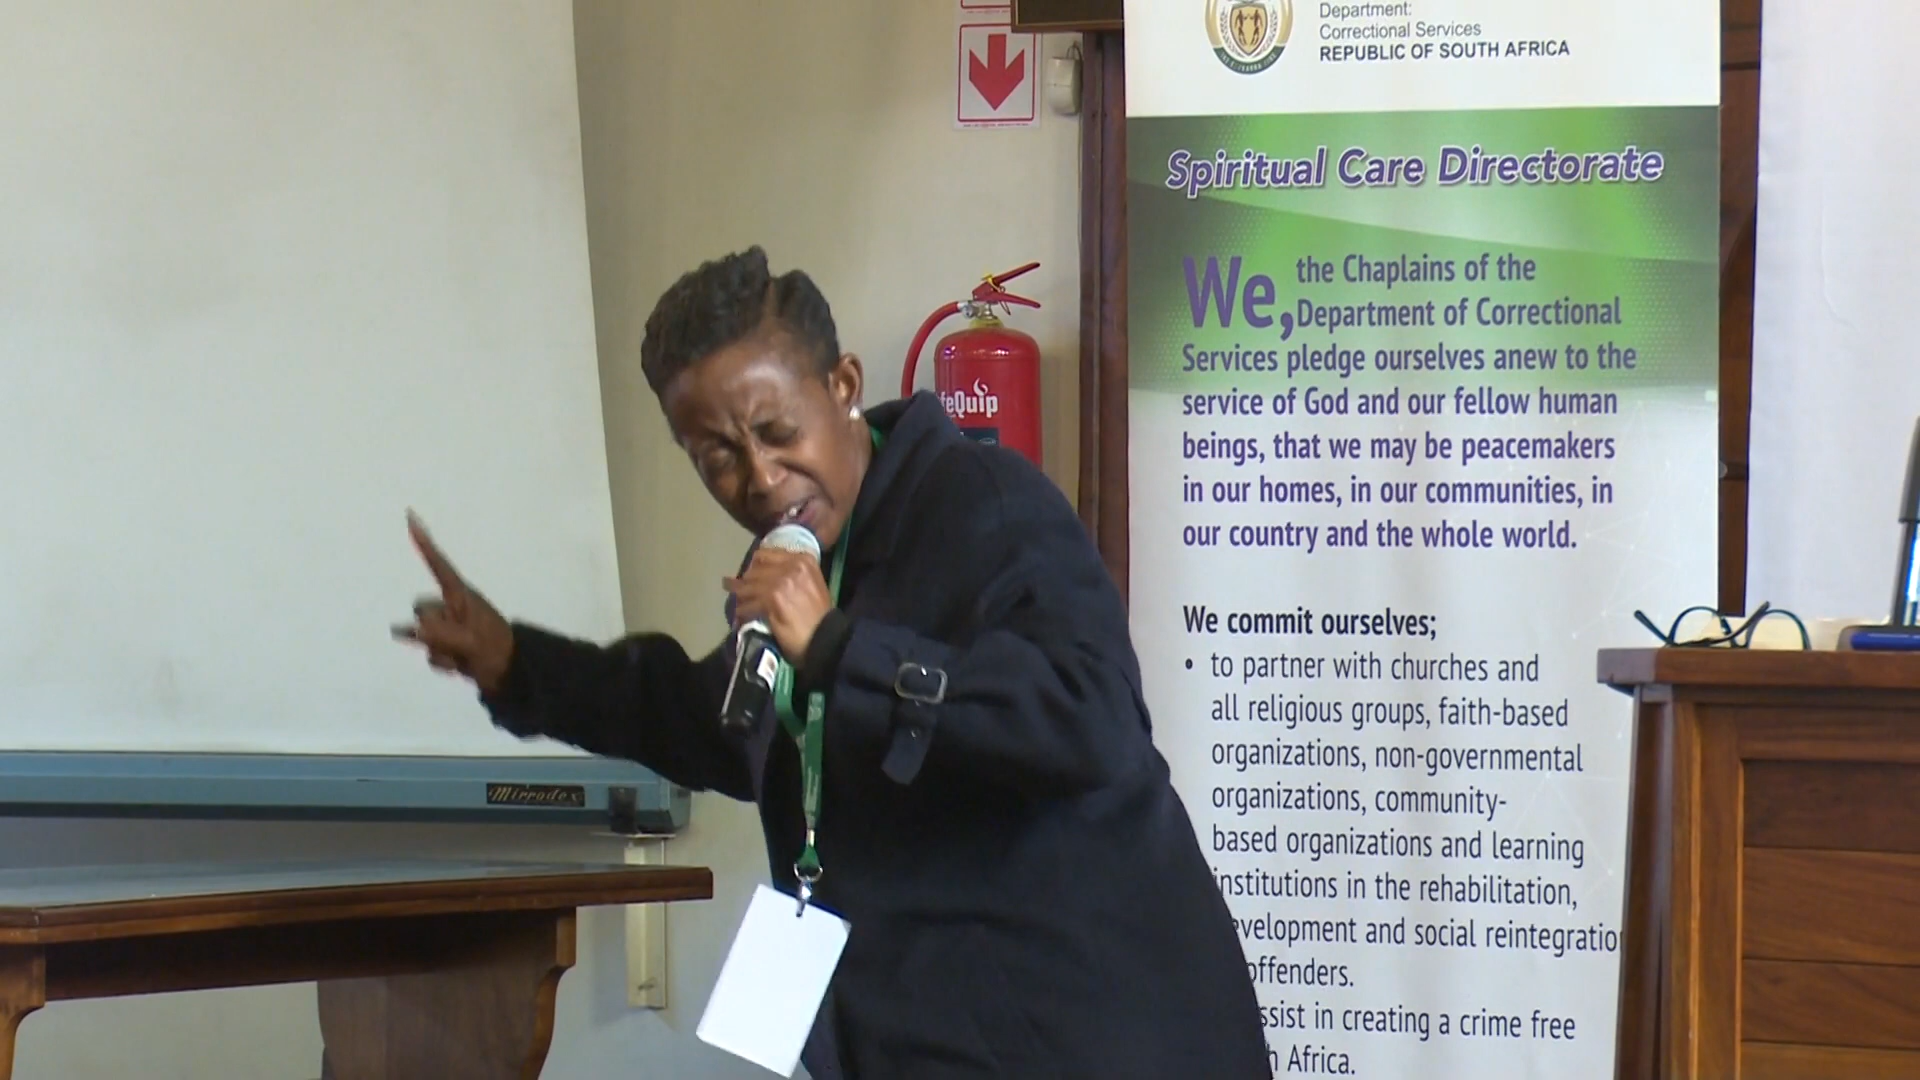 Department:
Correctional Services
REPUBLIC OF SOUTH AFRICA
Spiritual Care Directorate
We, the Chaplains of the
Department of Correctional
Services pledge ourselves anew to the
service of God and our fellow human
beings, that we may be peacemakers
in our homes, in our communities, in
our country and the whole world.
We commit ourselves;
• to partner with churches and
all religious groups, faith-based
organizations, non-governmental
organizations, community-
based organizations and learning
institutions in the rehabilitation,
evelopment and social reintegratio
offenders.
ssist in creating a crime free
h Africa.
feQuip
Mirrodex